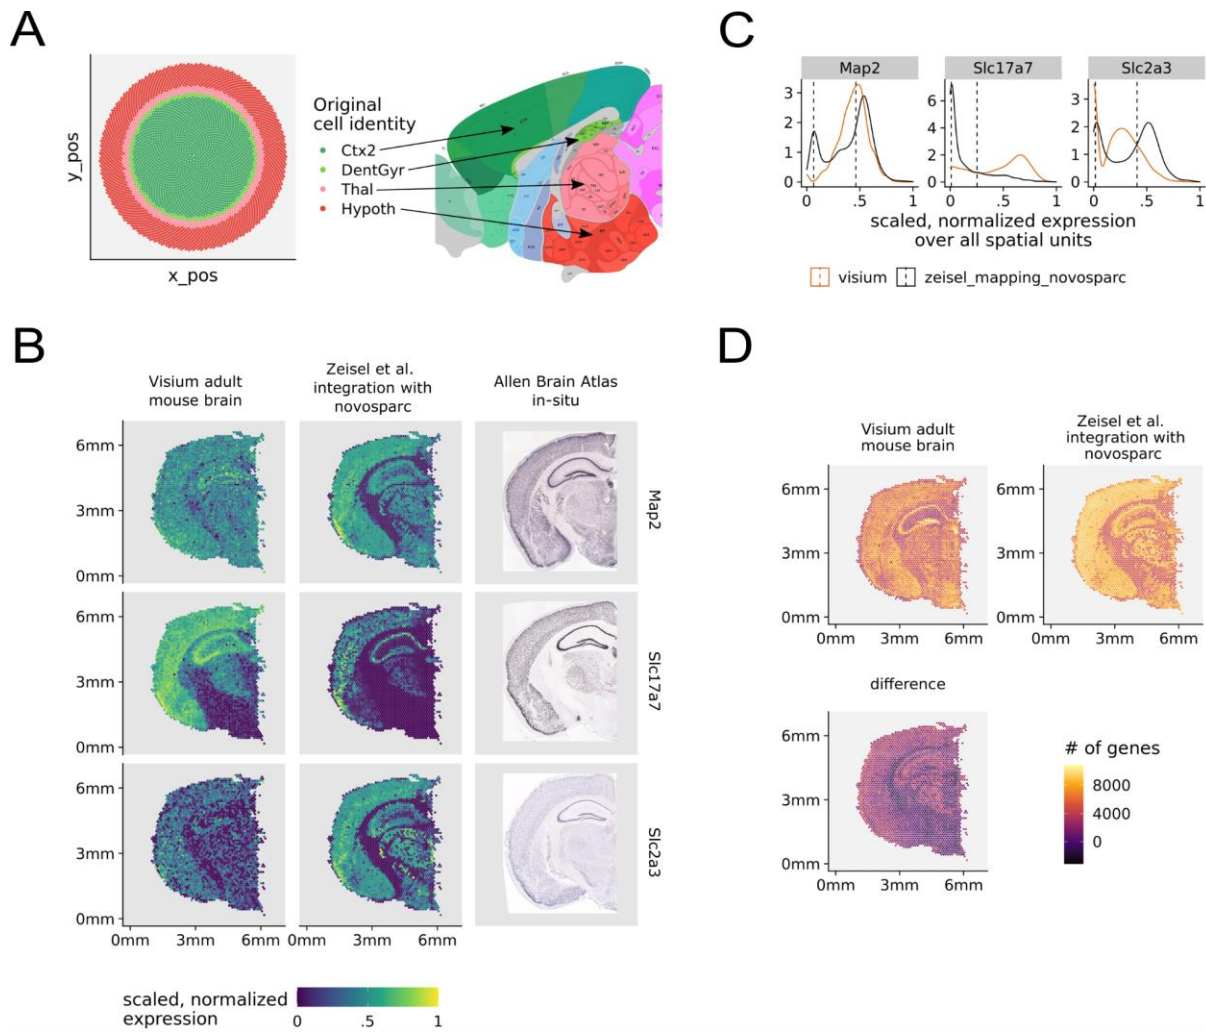 A
y_pos
x_pos
Original
cell identity
Ctx2
DentGyr
Thal
Hypoth
C
Map2
Slc17a7
Slc2a3
3
2
1
0
6
4
2
0
3
2
1
0
0 .5 1
0 .5 1
0 .5 1
scaled, normalized expression
over all spatial units
visium
zeisel_mapping_novosparc
B
Visium adult
mouse brain
Zeisel et al.
integration with
novosparc
Allen Brain Atlas
in-situ
6mm
3mm
0mm
Map2
6mm
3mm
0mm
Slc17a7
6mm
3mm
0mm
Slc2a3
0mm 3mm 6mm
0mm 3mm 6mm
scaled, normalized
expression
0 .5 1
D
Visium adult
mouse brain
Zeisel et al.
integration with
novosparc
6mm
3mm
0mm
0mm 3mm 6mm
6mm
3mm
0mm
0mm 3mm 6mm
difference
6mm
3mm
0mm
0mm 3mm 6mm
# of genes
8000
4000
0